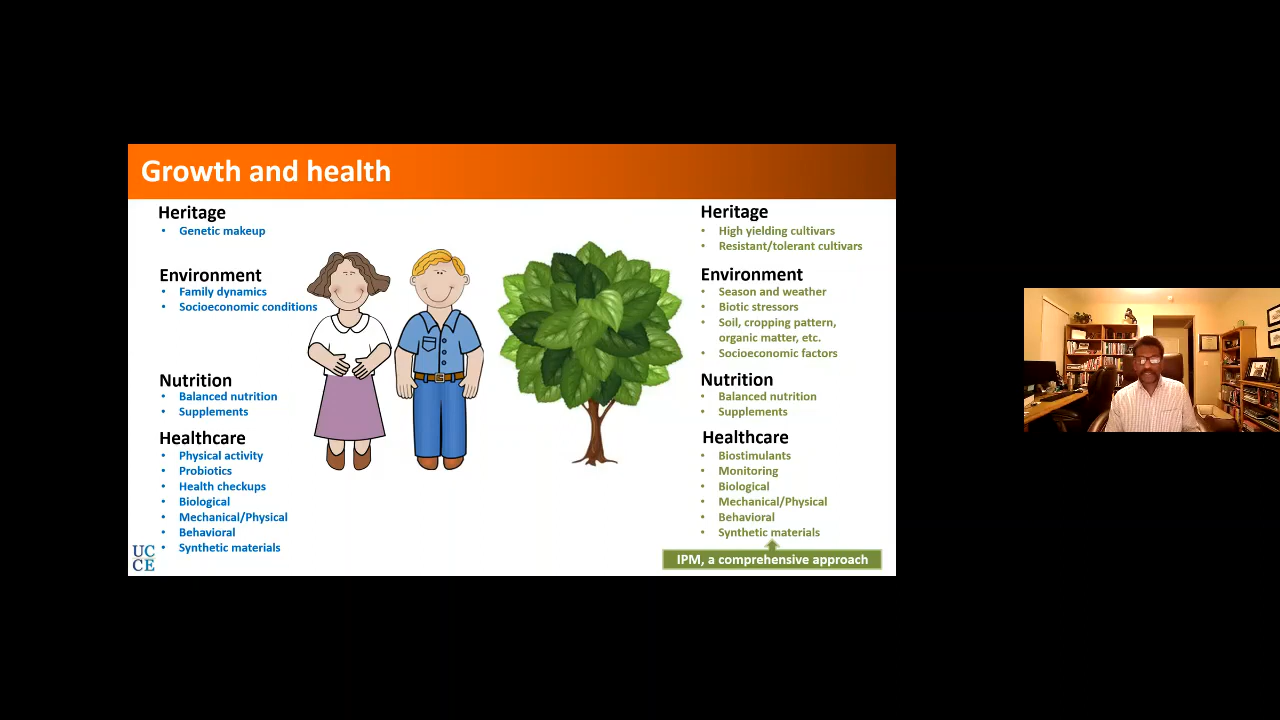 Growth and health
Heritage
• Genetic makeup
Environment
• Family dynamics
• Socioeconomic conditions
Nutrition
• Balanced nutrition
• Supplements
Healthcare
• Physical activity
• Probiotics
• Health checkups
• Biological
• Mechanical/Physical
• Behavioral
• Synthetic materials
UC
CE
Heritage
• High yielding cultivars
• Resistant/tolerant cultivars
Environment
• Season and weather
• Biotic stressors
• Soil, cropping pattern,
organic matter, etc.
• Socioeconomic factors
Nutrition
• Balanced nutrition
• Supplements
Healthcare
• Biostimulants
• Monitoring
• Biological
• Mechanical/Physical
• Behavioral
• Synthetic materials
IPM, a comprehensive approach